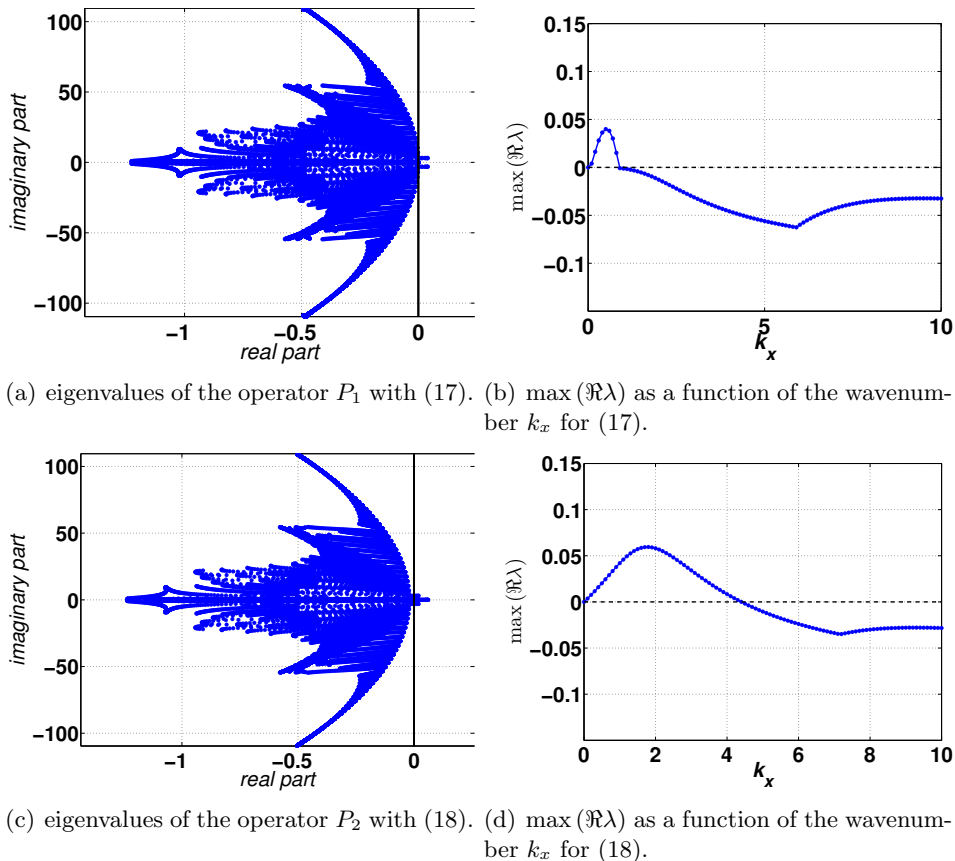 100
50
0
−50
−100
imaginary part
−1
−0.5
0
real part
0.15
0.1
0.05
0
−0.05
−0.1
max (ℜλ)
0
5
10
k_x
(a) eigenvalues of the operator P_1 with (17).
(b) max (ℜλ) as a function of the wavenum-
ber k_x for (17).
100
50
0
−50
−100
imaginary part
−1
−0.5
0
real part
0.15
0.1
0.05
0
−0.05
−0.1
max (ℜλ)
0 2 4 6 8 10
k_x
(c) eigenvalues of the operator P_2 with (18).
(d) max (ℜλ) as a function of the wavenum-
ber k_x for (18).